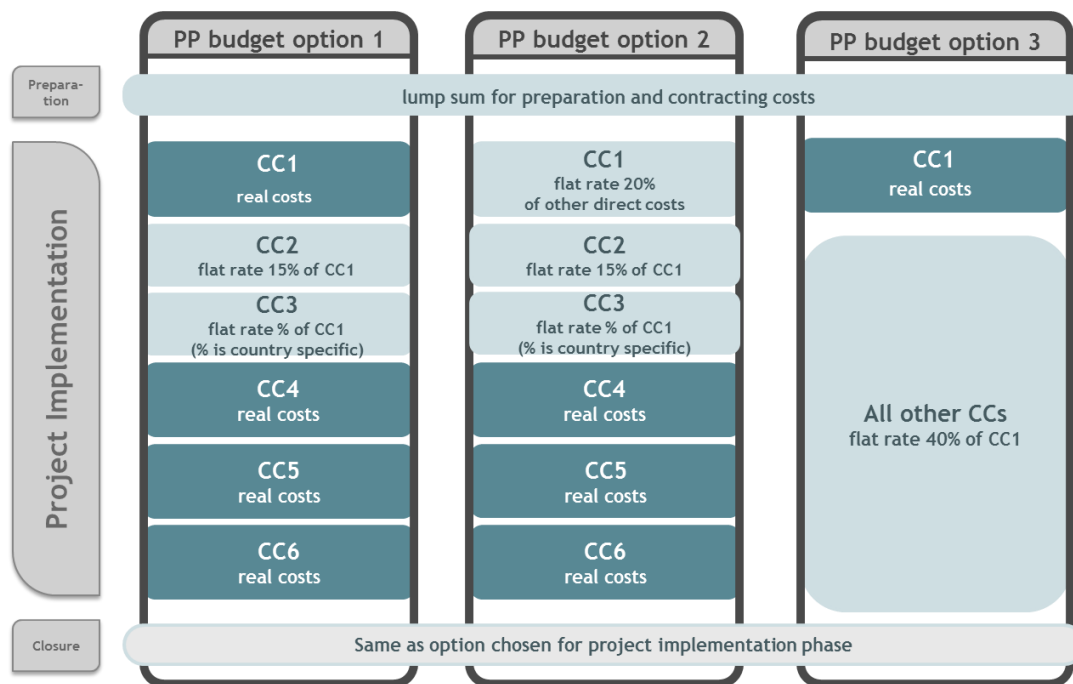 PP budget option 1
PP budget option 2
PP budget option 3
Prepara-
tion
lump sum for preparation and contracting costs
Project Implementation
CC1
real costs
CC2
flat rate 15% of CC1
CC3
flat rate % of CC1
(% is country specific)
CC4
real costs
CC5
real costs
CC6
real costs
CC1
flat rate 20%
of other direct costs
CC2
flat rate 15% of CC1
CC3
flat rate % of CC1
(% is country specific)
CC4
real costs
CC5
real costs
CC6
real costs
CC1
real costs
All other CCs
flat rate 40% of CC1
Closure
Same as option chosen for project implementation phase